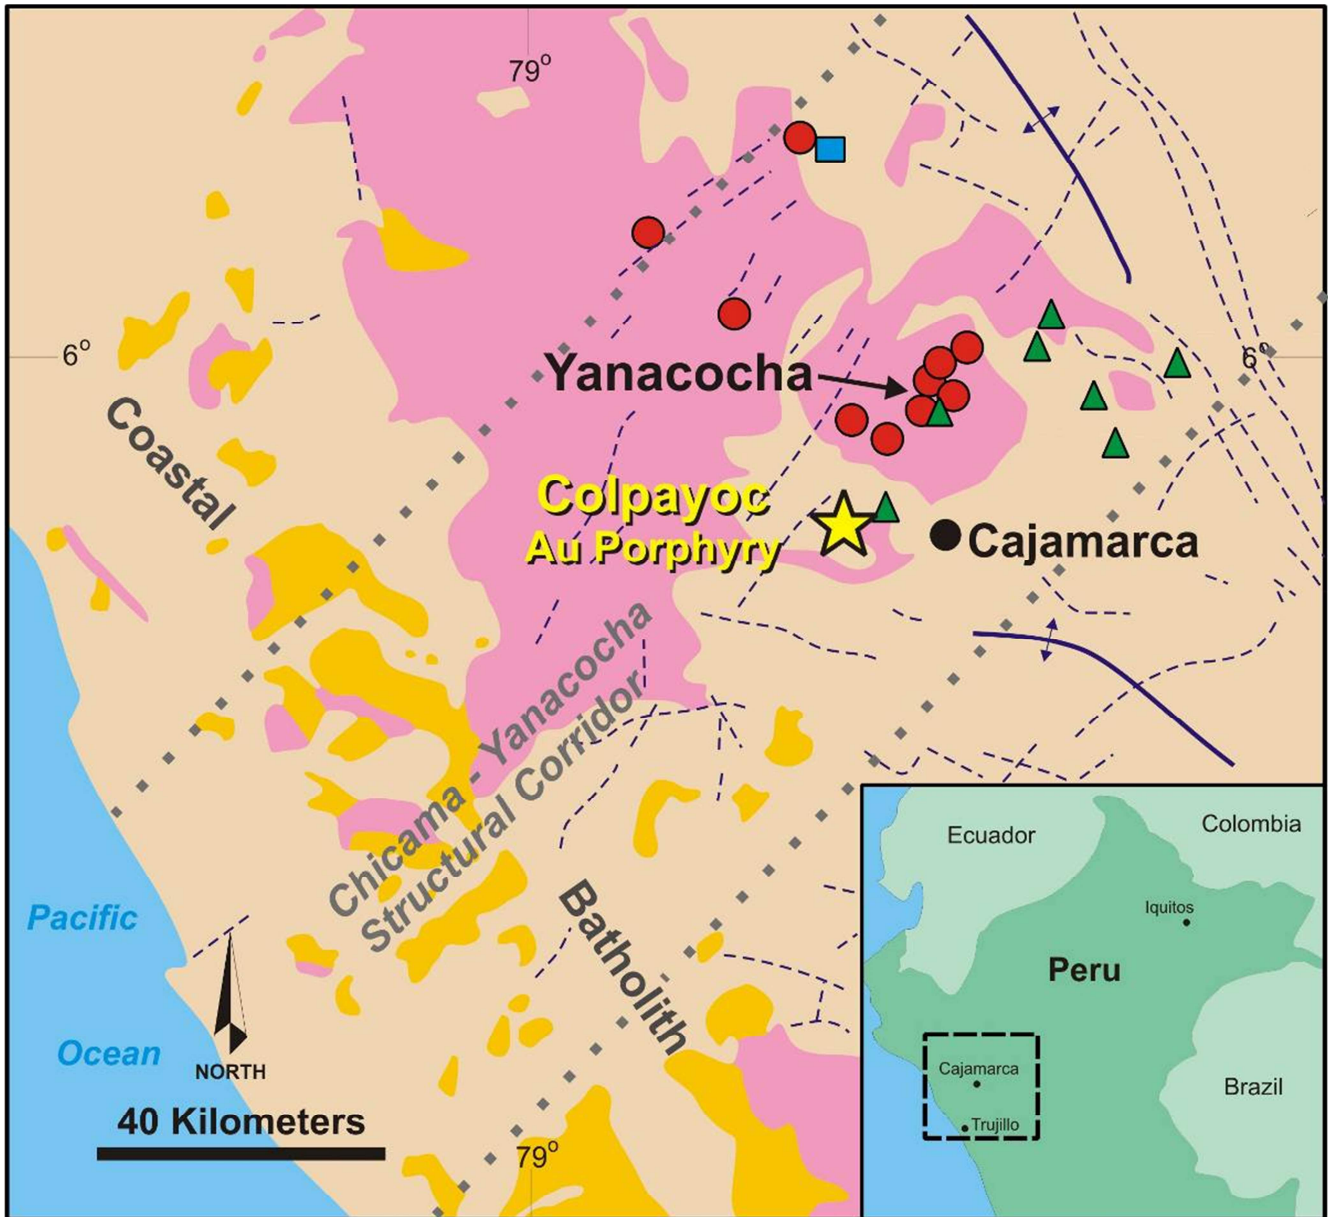 79°
6°
6°
Yanacocha
Coastal
Colpayoc
Au Porphyry
Cajamarca
Chicama - Yanacocha
Structural Corridor
Batholith
Pacific
Ocean
NORTH
40 Kilometers
79°
Ecuador
Colombia
Iquitos
Peru
Cajamarca
Trujillo
Brazil